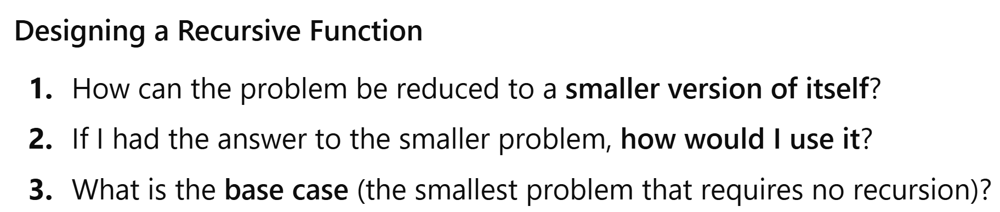 Designing a Recursive Function
1. How can the problem be reduced to a smaller version of itself?
2. If I had the answer to the smaller problem, how would I use it?
3. What is the base case (the smallest problem that requires no recursion)?